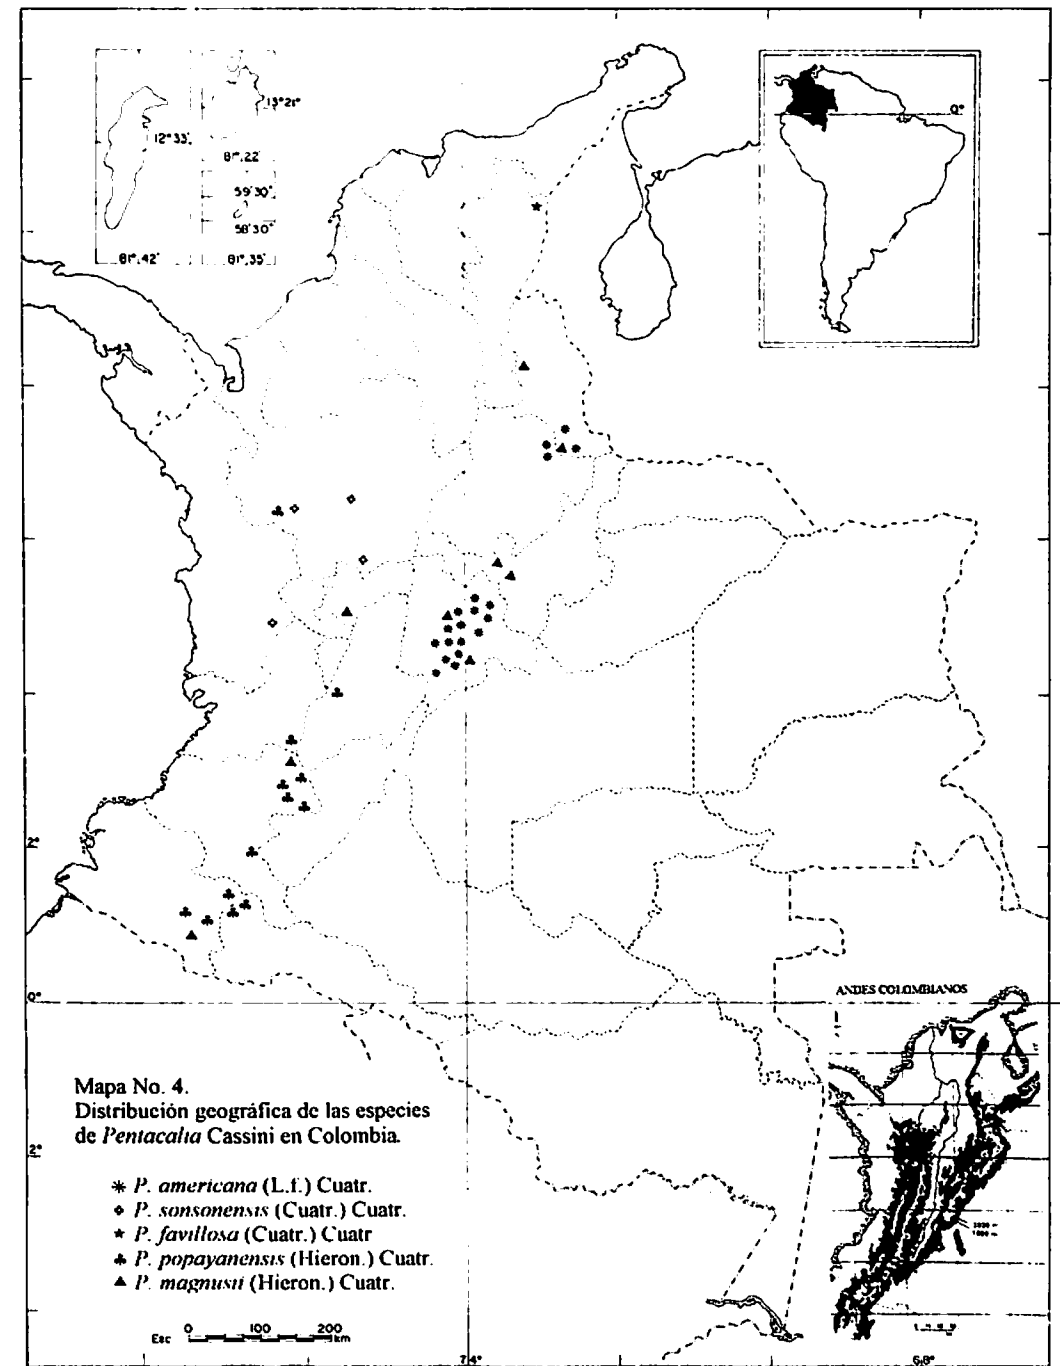 13°21"
12°33'
81°,22'
59'30"
58'30"
81°,42'
81°,35'
0°
2°
0°
ANDES COLOMBIANOS
Mapa No. 4.
Distribución geográfica de las especies
de Pentacalia Cassini en Colombia.
2°
P. americana (L.f.) Cuatr.
P. sonsonensis (Cuatr.) Cuatr.
P. favillosa (Cuatr.) Cuatr
P. popayanensis (Hieron.) Cuatr.
P. magnusii (Hieron.) Cuatr.
Esc 0 100 200 km
74°
68°